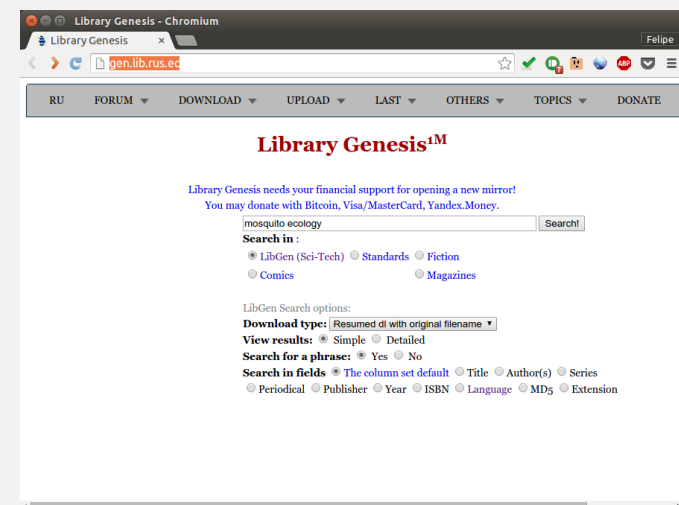 Library Genesis - Chromium
Library Genesis × Felipe
gen.lib.rus.ec 7 ABP
RU FORUM DOWNLOAD UPLOAD LAST OTHERS TOPICS DONATE
Library Genesis¹ᴹ
Library Genesis needs your financial support for opening a new mirror!
You may donate with Bitcoin, Visa/MasterCard, Yandex.Money.
mosquito ecology Search!
Search in :
LibGen (Sci-Tech) Standards Fiction
Comics Magazines
LibGen Search options:
Download type: Resumed dl with original filename
View results: Simple Detailed
Search for a phrase: Yes No
Search in fields The column set default Title Author(s) Series
Periodical Publisher Year ISBN Language MD5 Extension